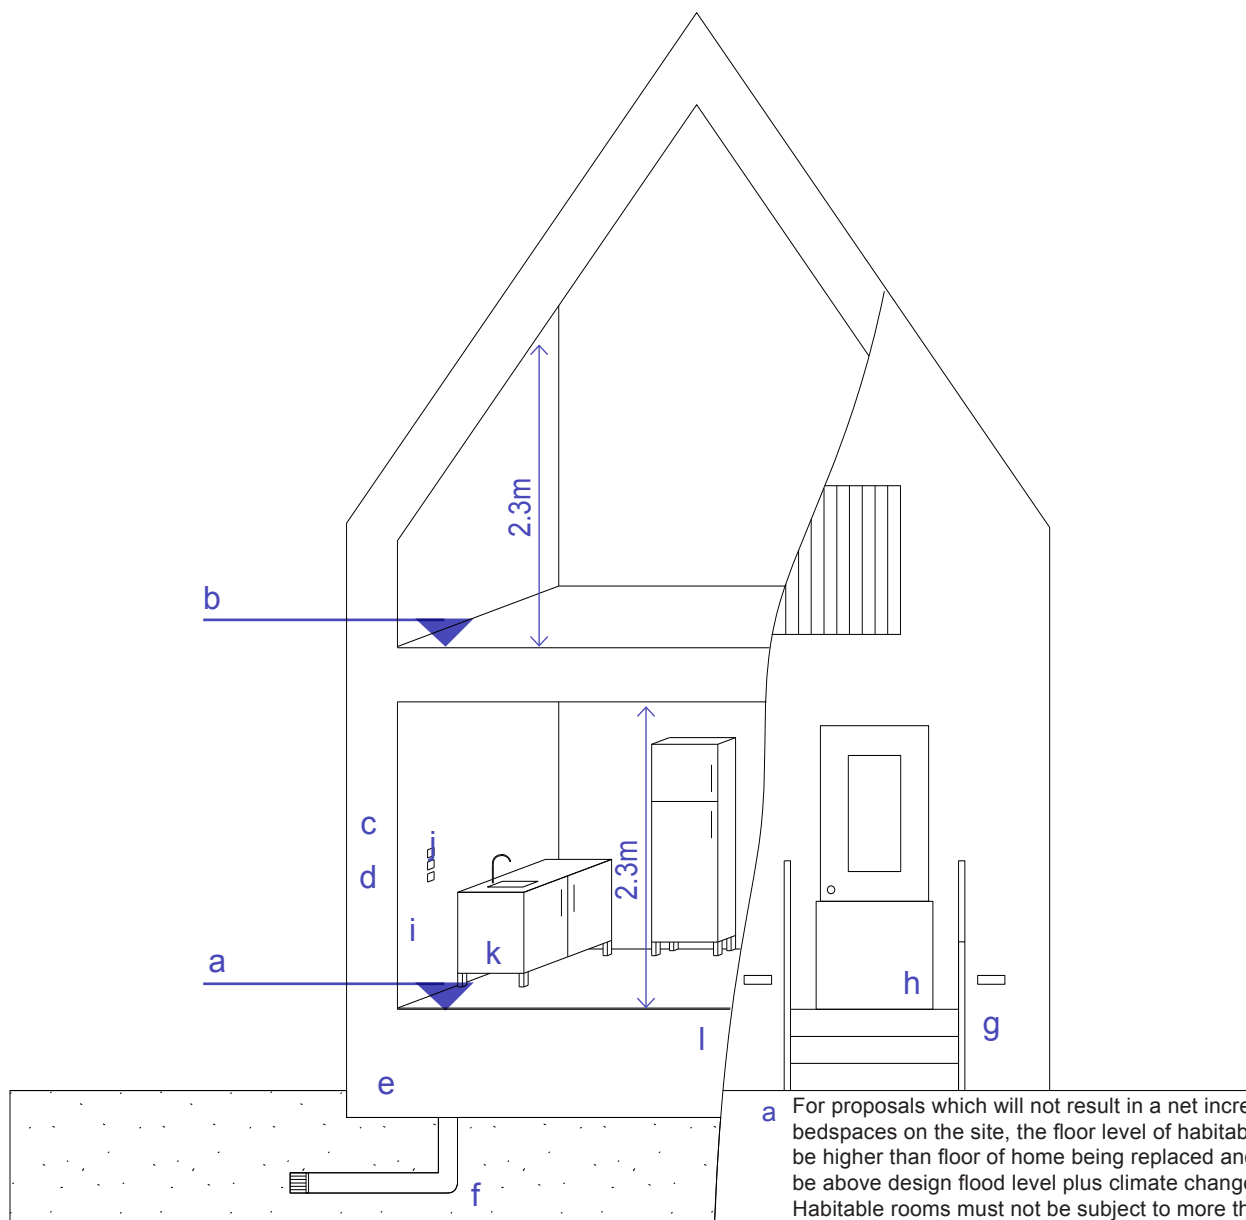 2.3m
b
c
j
d
2.3m
i
k
a
h
g
l
e
f
a For proposals which will not result in a net incre
bedspaces on the site, the floor level of habitab
be higher than floor of home being replaced and
be above design flood level plus climate change
Habitable rooms must not be subject to more th